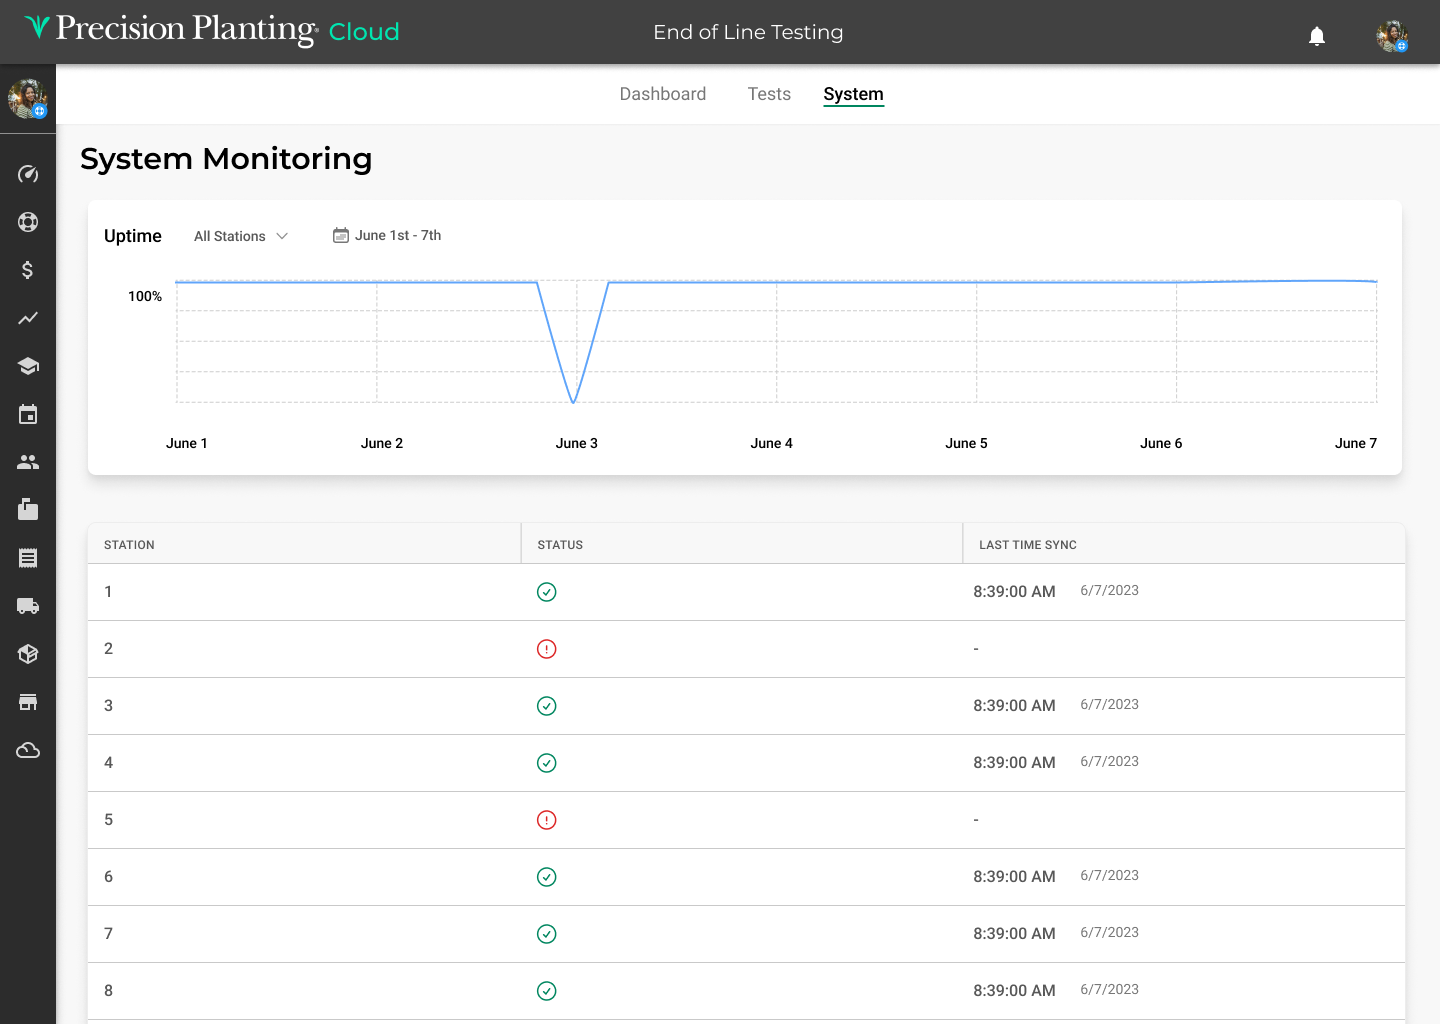 Precision Planting Cloud
End of Line Testing
Dashboard Tests System
System Monitoring
Uptime All Stations June 1st - 7th
100%
June 1 June 2 June 3 June 4 June 5 June 6 June 7
STATION STATUS LAST TIME SYNC
1 8:39:00 AM 6/7/2023
2 -
3 8:39:00 AM 6/7/2023
4 8:39:00 AM 6/7/2023
5 -
6 8:39:00 AM 6/7/2023
7 8:39:00 AM 6/7/2023
8 8:39:00 AM 6/7/2023